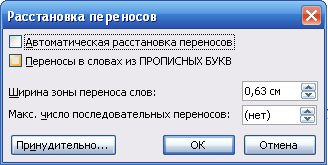 Расстановка переносов
Автоматическая расстановка переносов
Переносы в словах из ПРОПИСНЫХ БУКВ
Ширина зоны переноса слов: 0,63 см
Макс. число последовательных переносов: (нет)
Принудительно... ОК Отмена